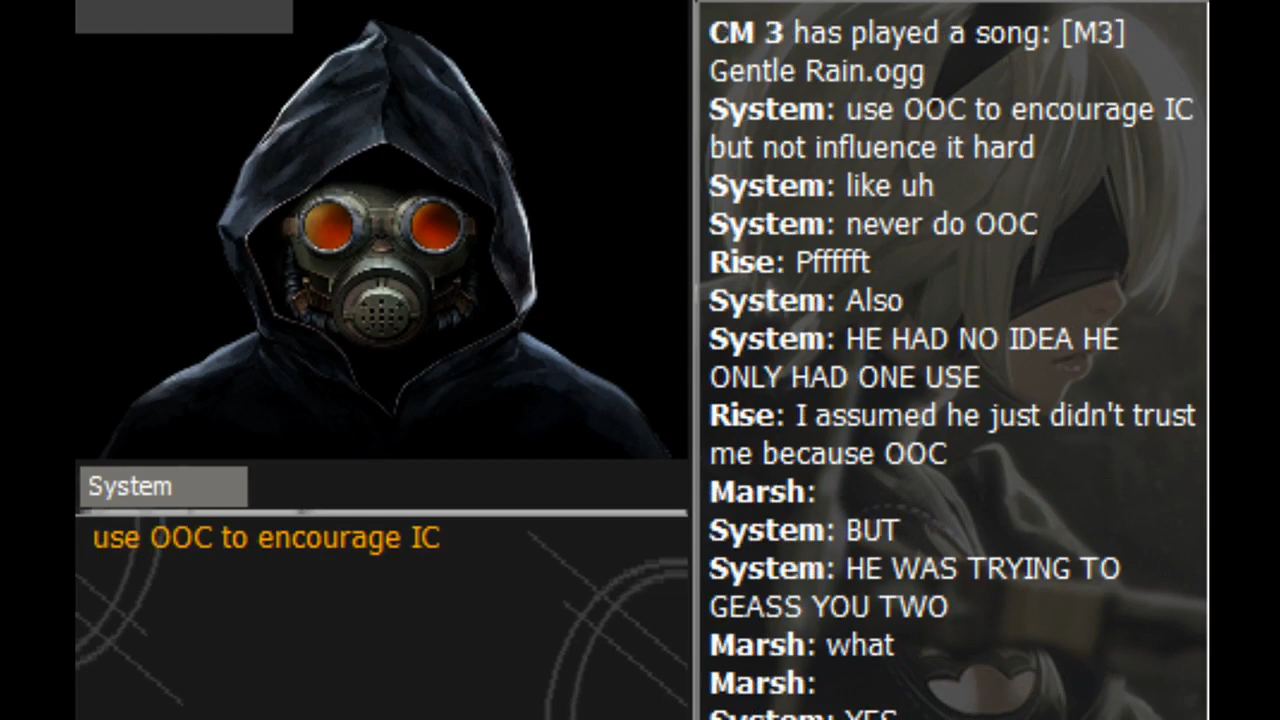 System
use OOC to encourage IC
CM 3 has played a song: [M3]
Gentle Rain.ogg
System: use OOC to encourage IC
but not influence it hard
System: like uh
System: never do OOC
Rise: Pffffft
System: Also
System: HE HAD NO IDEA HE
ONLY HAD ONE USE
Rise: I assumed he just didn't trust
me because OOC
Marsh:
System: BUT
System: HE WAS TRYING TO
GEASS YOU TWO
Marsh: what
Marsh:
System: YES